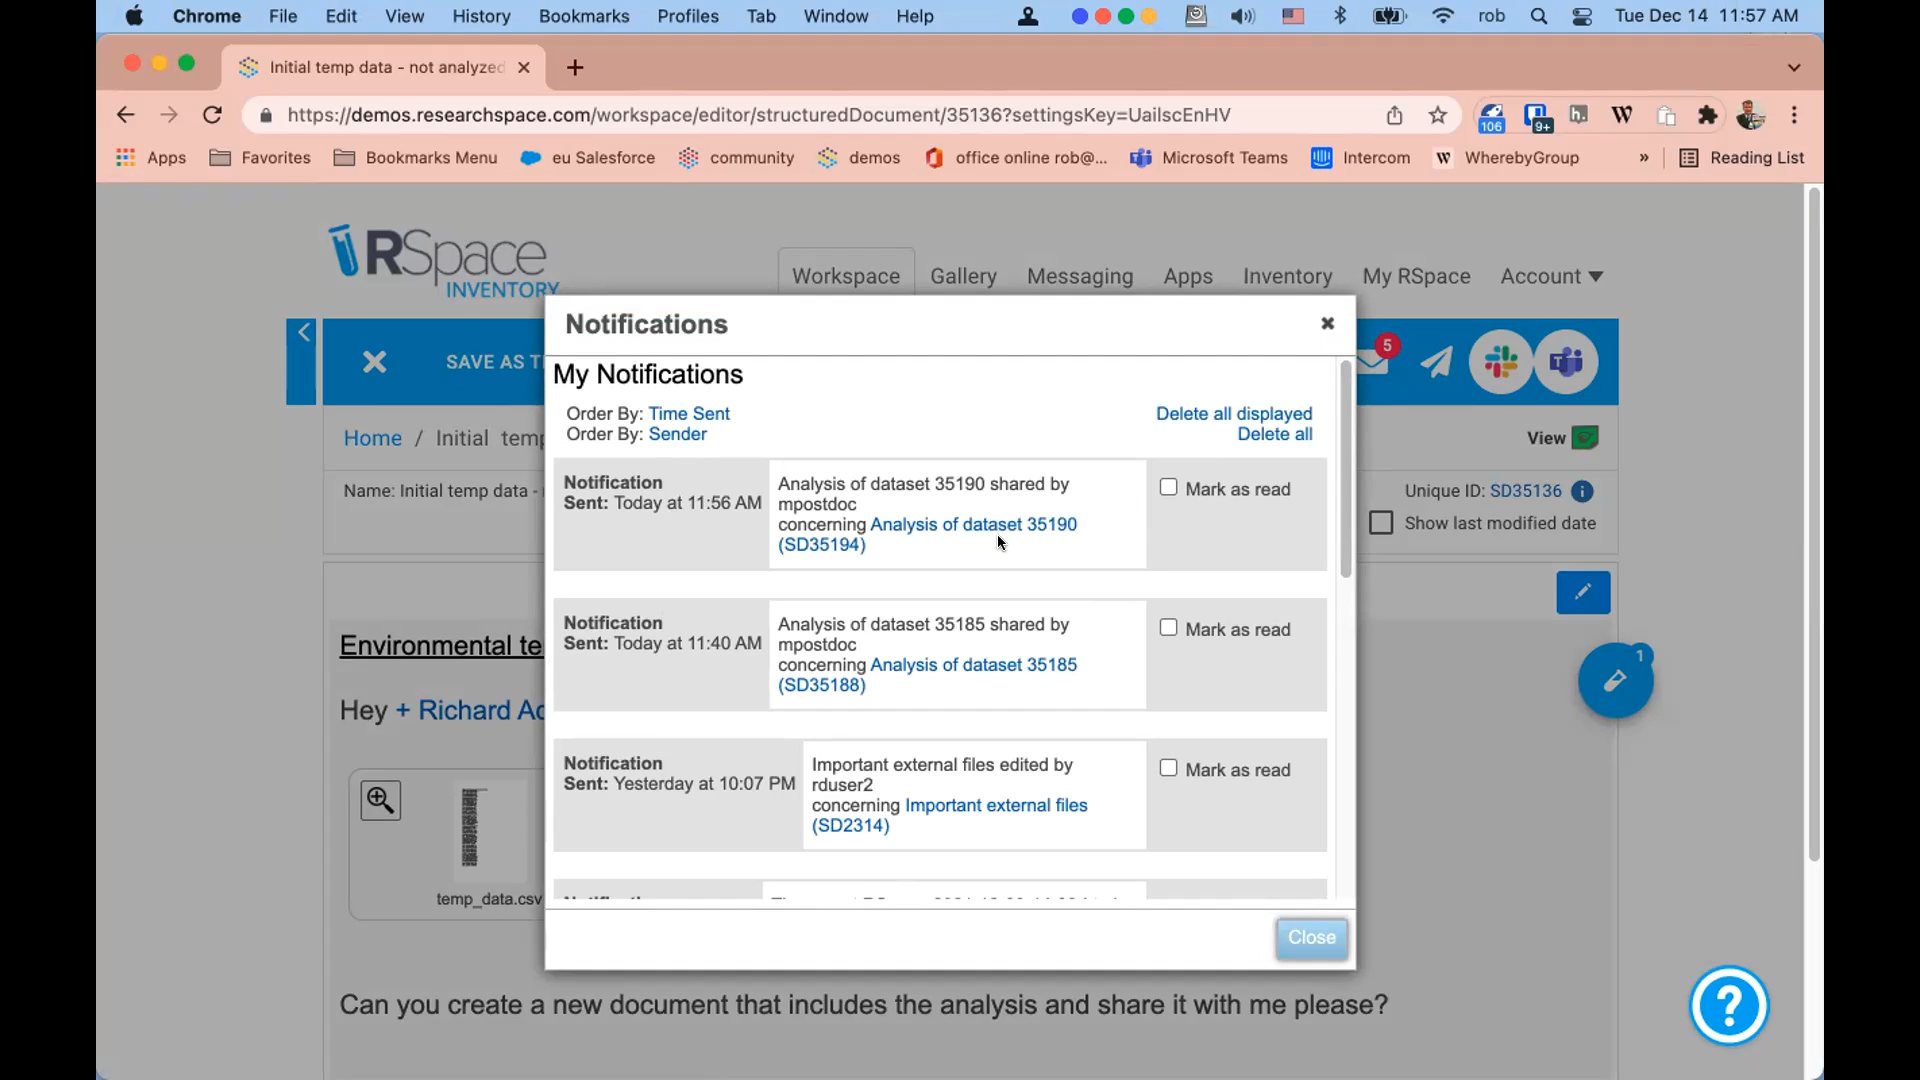 Chrome File Edit View History Bookmarks Profiles Tab Window Help rob Tue Dec 14 11:57 AM
Initial temp data - not analyzed
https://demos.researchspace.com/workspace/editor/structuredDocument/35136?settingsKey=UailscEnHV
106 9+ h W
Apps Favorites Bookmarks Menu eu Salesforce community demos office online rob@... Microsoft Teams Intercom W WherebyGroup » Reading List
RSpace
INVENTORY
Workspace Gallery Messaging Apps Inventory My RSpace Account
SAVE AS T
5
Home / Initial temp
View
Name: Initial temp data -
Unique ID: SD35136
Show last modified date
Notifications
My Notifications
Order By: Time Sent
Order By: Sender
Delete all displayed
Delete all
Notification
Sent: Today at 11:56 AM
Analysis of dataset 35190 shared by
mpostdoc
concerning Analysis of dataset 35190
(SD35194)
Mark as read
Notification
Sent: Today at 11:40 AM
Analysis of dataset 35185 shared by
mpostdoc
concerning Analysis of dataset 35185
(SD35188)
Mark as read
Notification
Sent: Yesterday at 10:07 PM
Important external files edited by
rduser2
concerning Important external files
(SD2314)
Mark as read
Close
1
Environmental te
Hey + Richard Ad
temp_data.csv
Can you create a new document that includes the analysis and share it with me please?
?